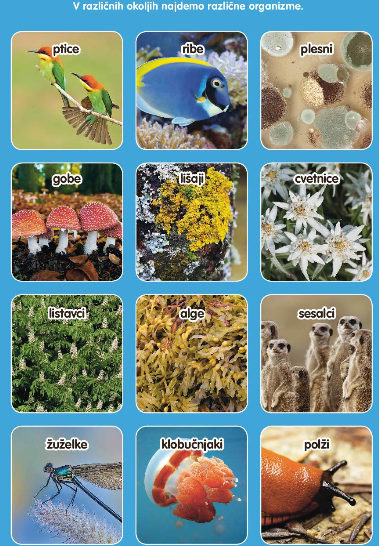 V različnih okoljih najdemo različne organizme.
ptice
ribe
plesni
gobe
lišaji
cvetnice
listavci
alge
sesalci
žuželke
klobučnjaki
polži